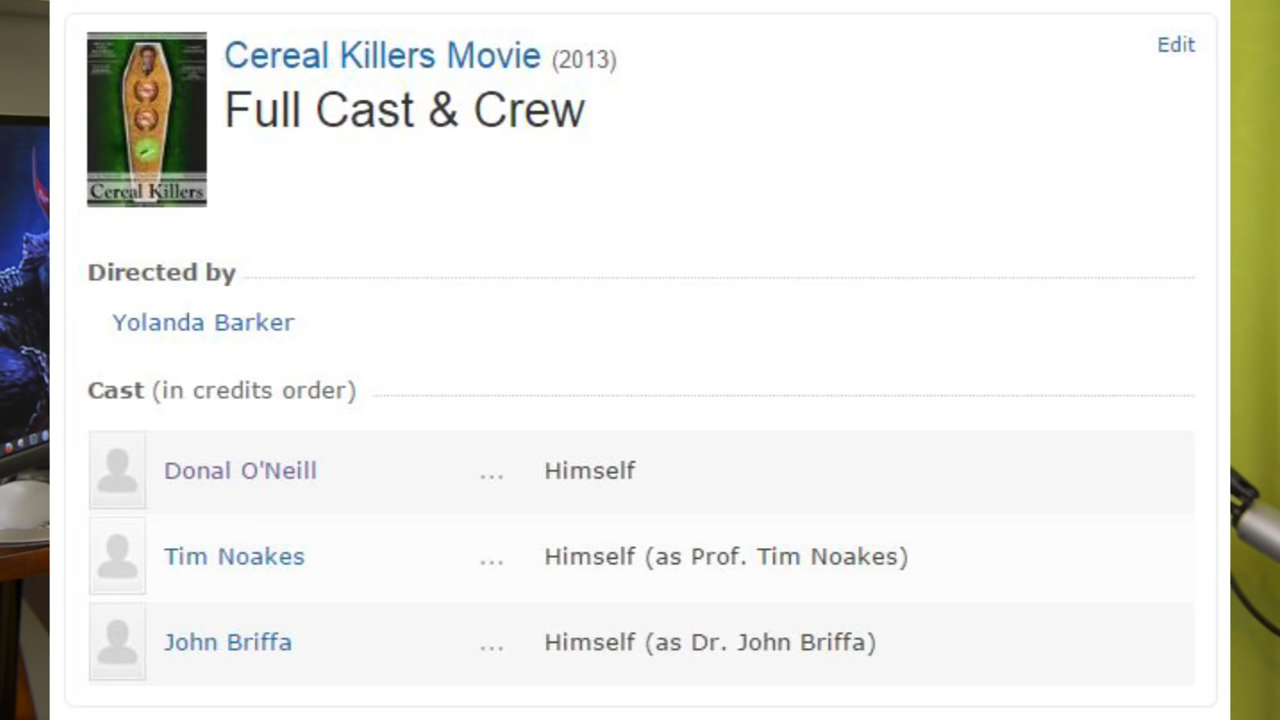 Cereal Killers Movie (2013)
Edit
Full Cast & Crew
Cereal Killers
Directed by
Yolanda Barker
Cast (in credits order)
Donal O'Neill ... Himself
Tim Noakes ... Himself (as Prof. Tim Noakes)
John Briffa ... Himself (as Dr. John Briffa)